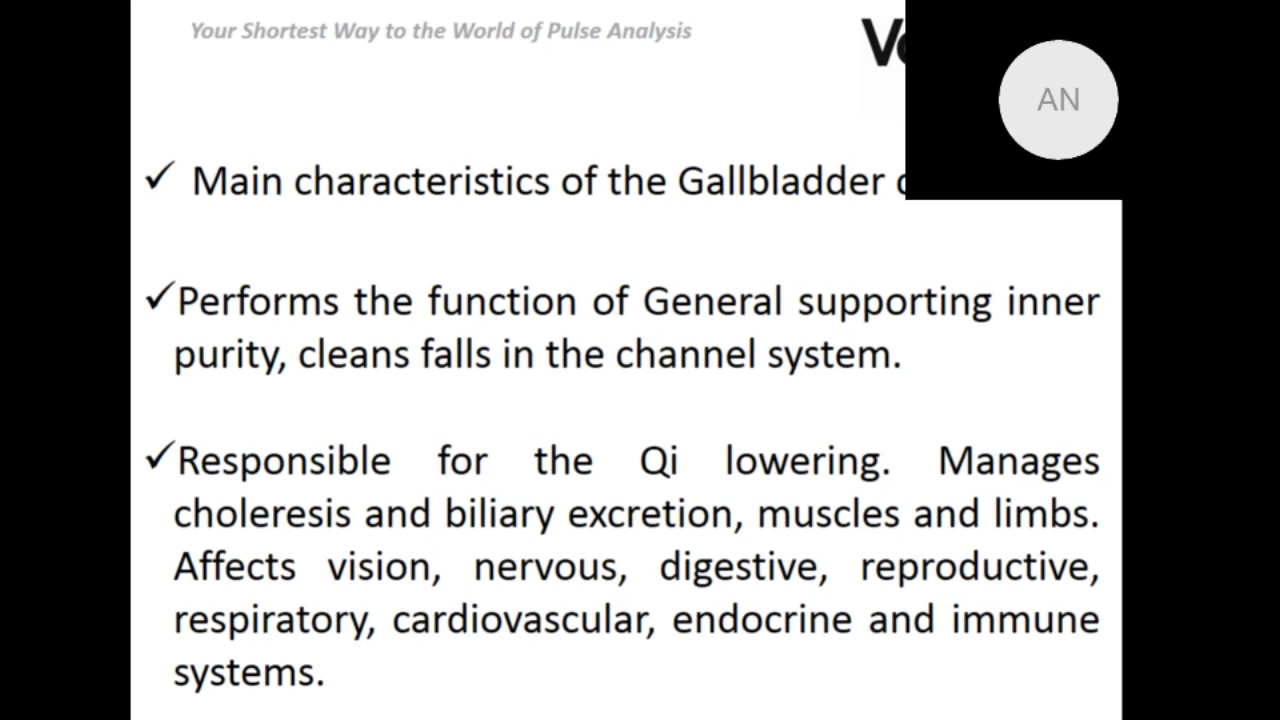 Your Shortest Way to the World of Pulse Analysis
AN
✓ Main characteristics of the Gallbladder
✓Performs the function of General supporting inner
purity, cleans falls in the channel system.
✓Responsible for the Qi lowering. Manages
choleresis and biliary excretion, muscles and limbs.
Affects vision, nervous, digestive, reproductive,
respiratory, cardiovascular, endocrine and immune
systems.